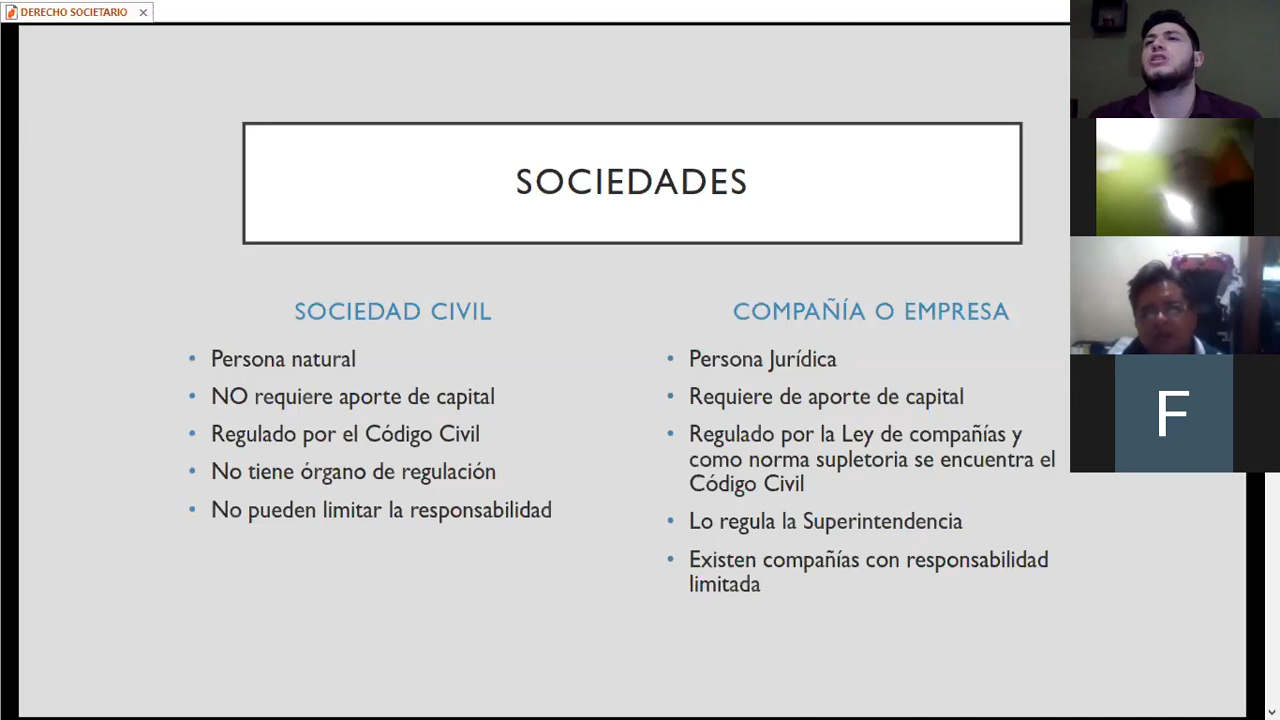 DERECHO SOCIETARIO
SOCIEDADES
SOCIEDAD CIVIL
• Persona natural
• NO requiere aporte de capital
• Regulado por el Código Civil
• No tiene órgano de regulación
• No pueden limitar la responsabilidad
COMPAÑÍA O EMPRESA
• Persona Jurídica
• Requiere de aporte de capital
• Regulado por la Ley de compañías y
como norma supletoria se encuentra el
Código Civil
• Lo regula la Superintendencia
• Existen compañías con responsabilidad
limitada
F